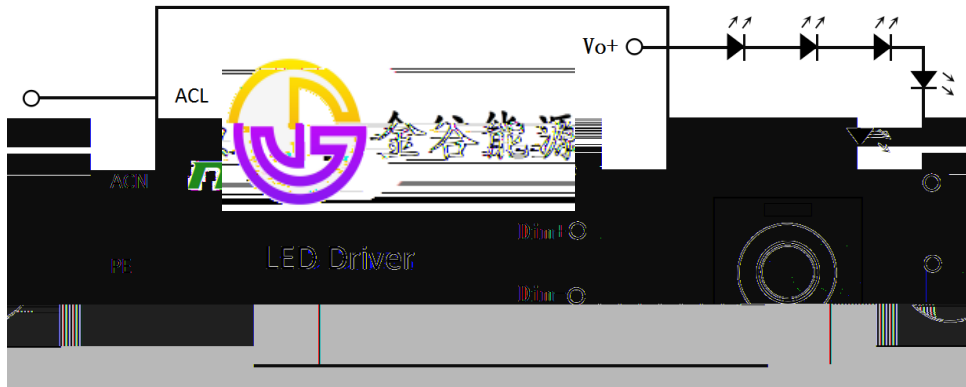 Vo+
ACL
金谷能源
ACN
Dim+
LED Driver
PE
Dim